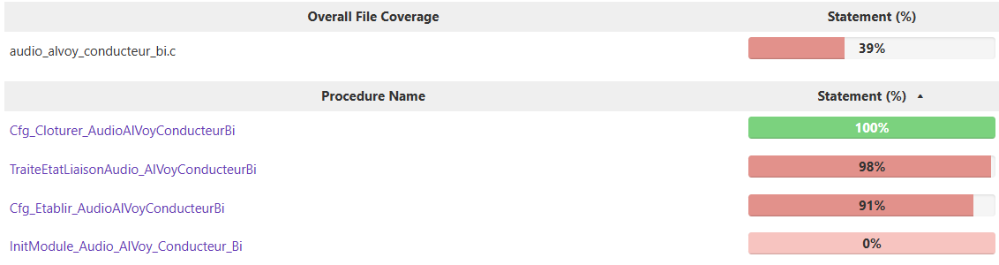 Overall File Coverage Statement (%)
audio_alvoy_conducteur_bi.c 39%
Procedure Name Statement (%) ▲
Cfg_Cloturer_AudioAlVoyConducteurBi 100%
TraiteEtatLiaisonAudio_AlVoyConducteurBi 98%
Cfg_Etablir_AudioAlVoyConducteurBi 91%
InitModule_Audio_AlVoy_Conducteur_Bi 0%